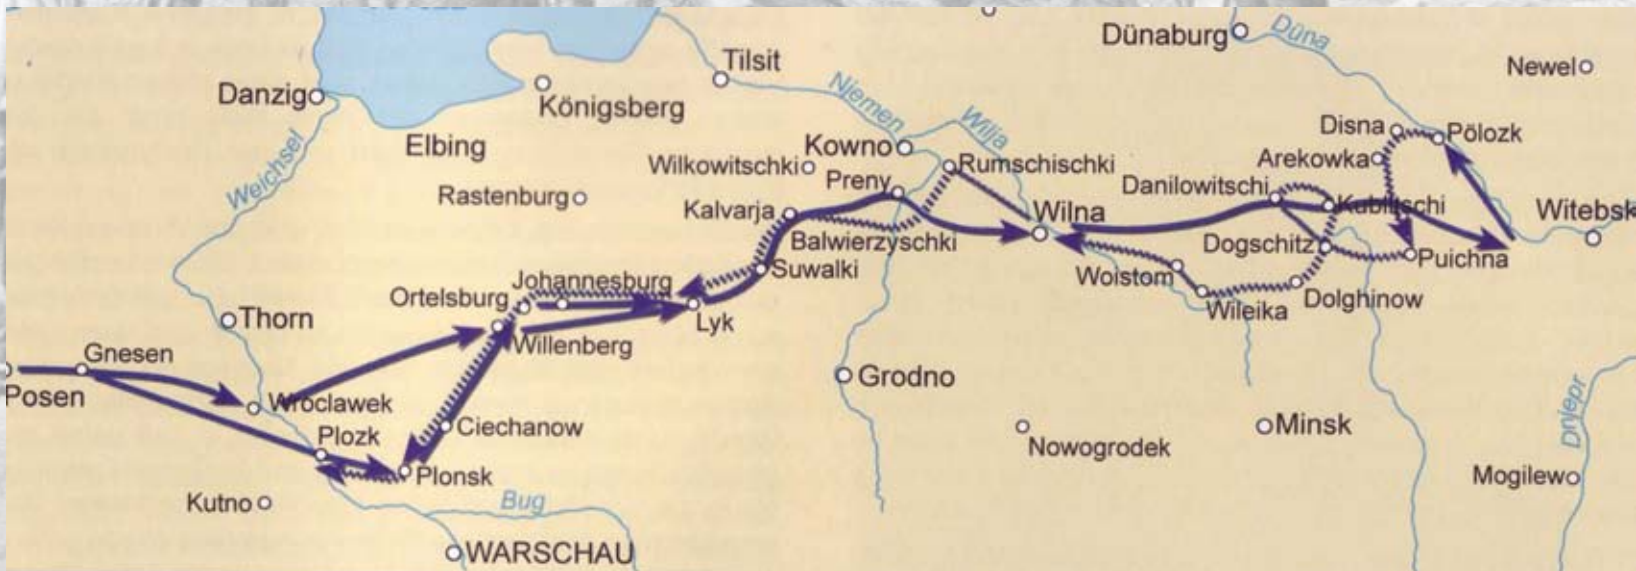 Dünaburg
Düna
Newel
Tilsit
Danzig
Königsberg
Njemen
Wilja
Elbing
Kowno
Disna
Pölozk
Arekowka
Weichsel
Wilkowitschki
Rumschischki
Rastenburg
Preny
Danilowitschi
Kublitschi
Kalvarja
Wilna
Witebsk
Balwierzyschki
Dogschitz
Puichna
Johannesburg
Suwalki
Woistom
Ortelsburg
Dolghinow
Wileika
Thorn
Lyk
Willenberg
Gnesen
Posen
Grodno
Wroclawek
Ciechanow
Minsk
Dnjepr
Plozk
Nowogrodek
Plonsk
Mogilew
Kutno
Bug
WARSCHAU